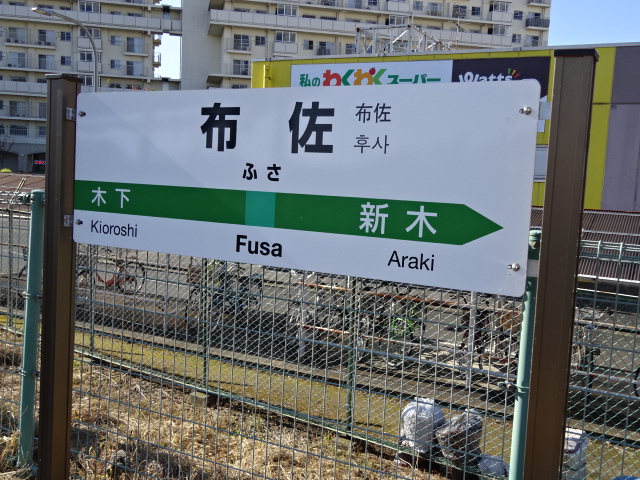 私のわくわくスーパー
Watts
布佐
布佐
후사
ふさ
木下
新木
Kioroshi
Fusa
Araki